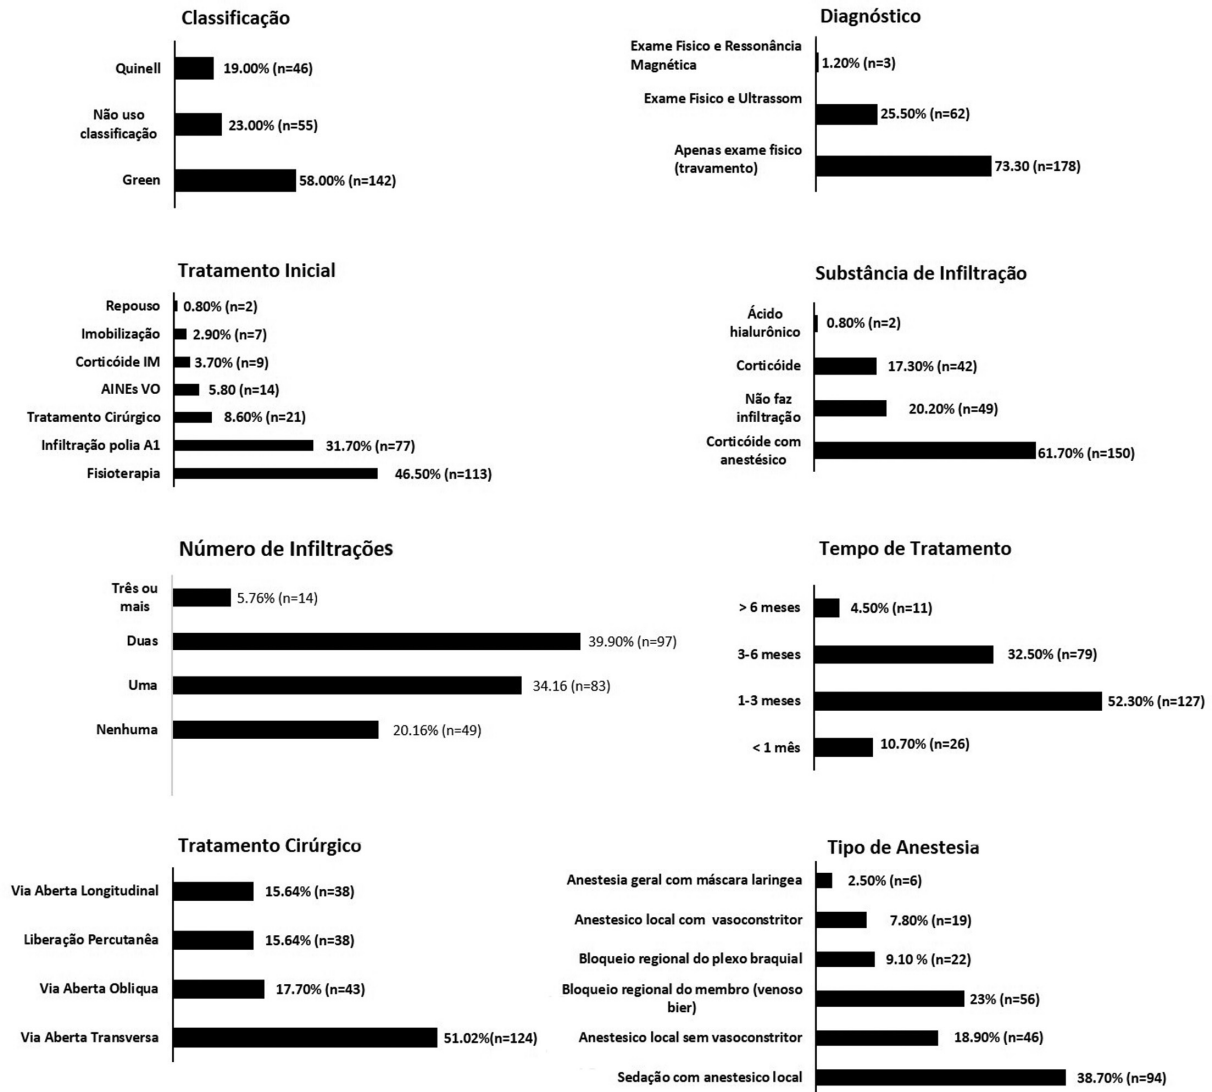 Classificação
Quinell
19.00% (n=46)
Não uso
classificação
23.00% (n=55)
Green
58.00% (n=142)
Diagnóstico
Exame Fisico e Ressonância
Magnética
1.20% (n=3)
Exame Fisico e Ultrassom
25.50% (n=62)
Apenas exame fisico
(travamento)
73.30 (n=178)
Tratamento Inicial
Repouso
0.80% (n=2)
Imobilização
2.90% (n=7)
Corticóide IM
3.70% (n=9)
AINEs VO
5.80 (n=14)
Tratamento Cirúrgico
8.60% (n=21)
Infiltração polia A1
31.70% (n=77)
Fisioterapia
46.50% (n=113)
Substância de Infiltração
Ácido
hialurônico
0.80% (n=2)
Corticóide
17.30% (n=42)
Não faz
infiltração
20.20% (n=49)
Corticóide com
anestésico
61.70% (n=150)
Número de Infiltrações
Três ou
mais
5.76% (n=14)
Duas
39.90% (n=97)
Uma
34.16 (n=83)
Nenhuma
20.16% (n=49)
Tempo de Tratamento
> 6 meses
4.50% (n=11)
3-6 meses
32.50% (n=79)
1-3 meses
52.30% (n=127)
< 1 mês
10.70% (n=26)
Tratamento Cirúrgico
Via Aberta Longitudinal
15.64% (n=38)
Liberação Percutanêa
15.64% (n=38)
Via Aberta Obliqua
17.70% (n=43)
Via Aberta Transversa
51.02%(n=124)
Tipo de Anestesia
Anestesia geral com máscara laringea
2.50% (n=6)
Anestesico local com vasoconstritor
7.80% (n=19)
Bloqueio regional do plexo braquial
9.10 % (n=22)
Bloqueio regional do membro (venoso
bier)
23% (n=56)
Anestesico local sem vasoconstritor
18.90% (n=46)
Sedação com anestesico local
38.70% (n=94)